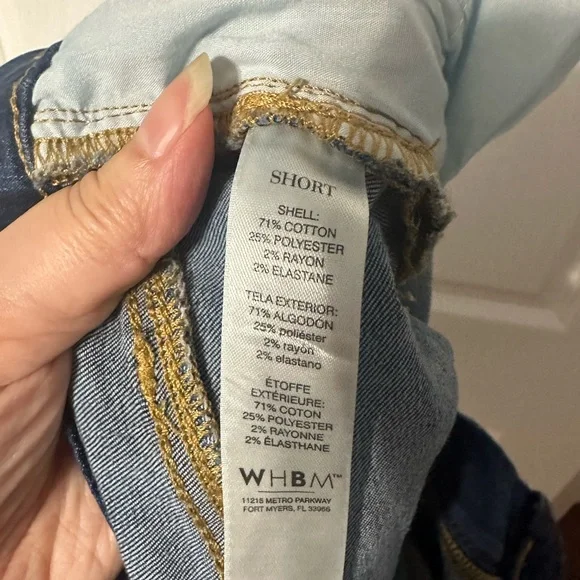 SHORT
SHELL:
71% COTTON
25% POLYESTER
2% RAYON
2% ELASTANE
TELA EXTERIOR:
71% ALGODÓN
25% poliéster
2% rayón
2% elastano
ÉTOFFE
EXTÉRIEURE:
71% COTON
25% POLYESTER
2% RAYONNE
2% ÉLASTHANE
WHBM™
11215 METRO PARKWAY
FORT MYERS, FL 33966